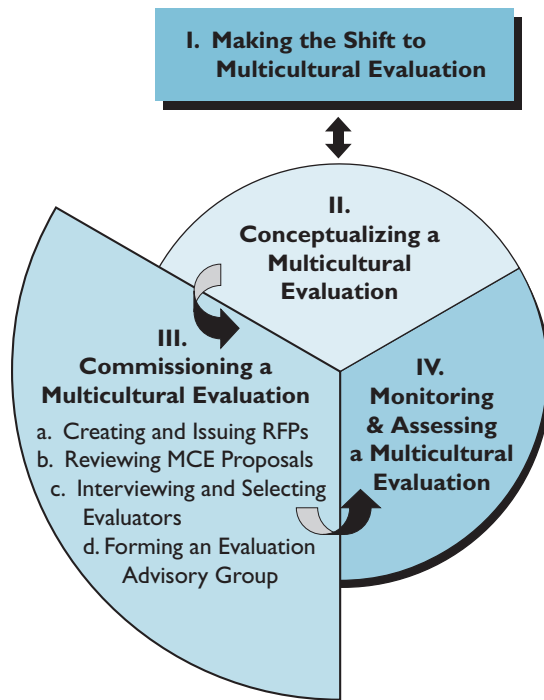 I. Making the Shift to
Multicultural Evaluation
II.
Conceptualizing a
Multicultural
Evaluation
III.
Commissioning a
Multicultural Evaluation
a. Creating and Issuing RFPs
b. Reviewing MCE Proposals
c. Interviewing and Selecting
Evaluators
d. Forming an Evaluation
Advisory Group
IV.
Monitoring
& Assessing
a Multicultural
Evaluation